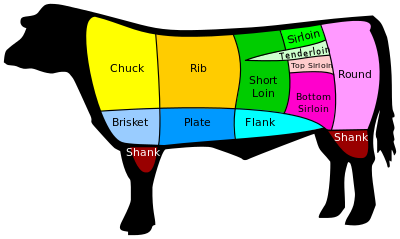 Sirloin
Tenderloin
Top Sirloin
Chuck
Rib
Short
Loin
Round
Bottom
Sirloin
Brisket
Plate
Flank
Shank
Shank